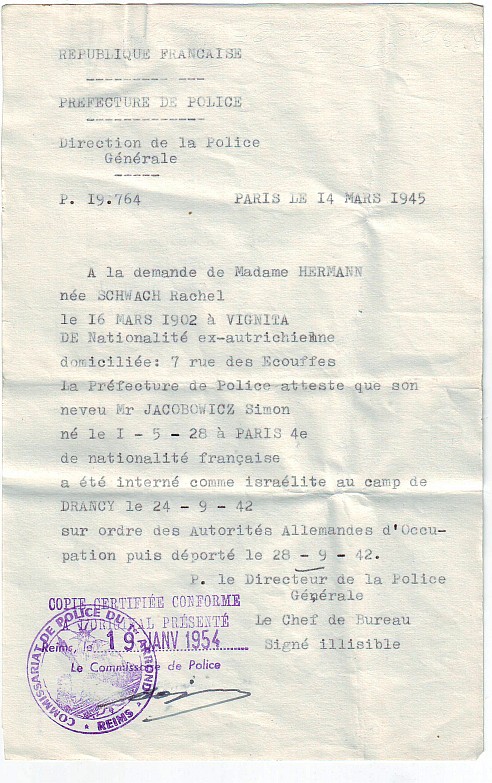 REPUBLIQUE FRANCAISE
PREFECTURE DE POLICE
Direction de la Police
Générale
P. I9.764 PARIS LE I4 MARS I945
A la demande de Madame HERMANN
née SCHWACH Rachel
le I6 MARS I902 à VIGNITA
DE Nationalité ex-autrichienne
domiciliée: 7 rue des Ecouffes
La Préfecture de Police atteste que son
neveu Mr JACOBOWICZ Simon
né le I - 5 - 28 à PARIS 4e
de nationalité française
a été interné comme israélite au camp de
DRANCY le 24 - 9 - 42
sur ordre des Autorités Allemandes d'Occu-
pation puis déporté le 28 - 9 - 42.
P. le Directeur de la Police
Générale
Le Chef de Bureau
Signé illisible
COPIE CERTIFIÉE CONFORME
L'ORIGINAL PRÉSENTÉ
Reims, le 19 JANV 1954
Le Commissaire de Police
COMMISSARIAT DE POLICE DU ARROND
* REIMS *